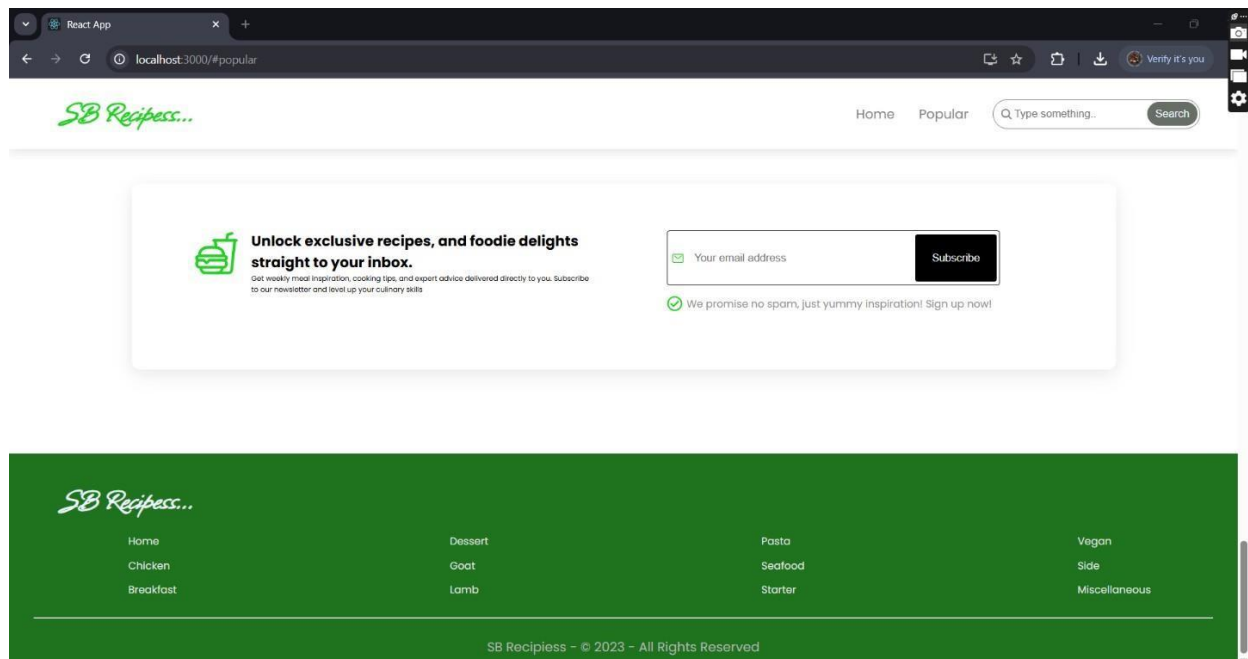 React App
localhost:3000/#popular
Verify it's you
SB Recipess...
Home Popular Type something.. Search
Unlock exclusive recipes, and foodie delights
straight to your inbox.
Get weekly meal inspiration, cooking tips, and expert advice delivered directly to you. Subscribe
to our newsletter and level up your culinary skills
Your email address Subscribe
We promise no spam, just yummy inspiration! Sign up now!
SB Recipess...
Home Dessert Pasta Vegan
Chicken Goat Seafood Side
Breakfast Lamb Starter Miscellaneous
SB Recipiess - © 2023 - All Rights Reserved